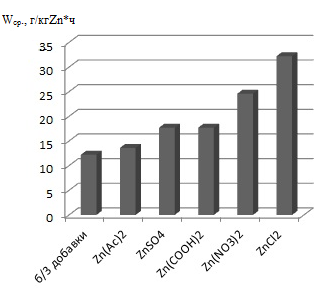 Wср., г/кгZn*ч
35
30
25
20
15
10
5
0
б/з добавки
Zn(Ac)2
ZnSO4
Zn(COOH)2
Zn(NO3)2
ZnCl2